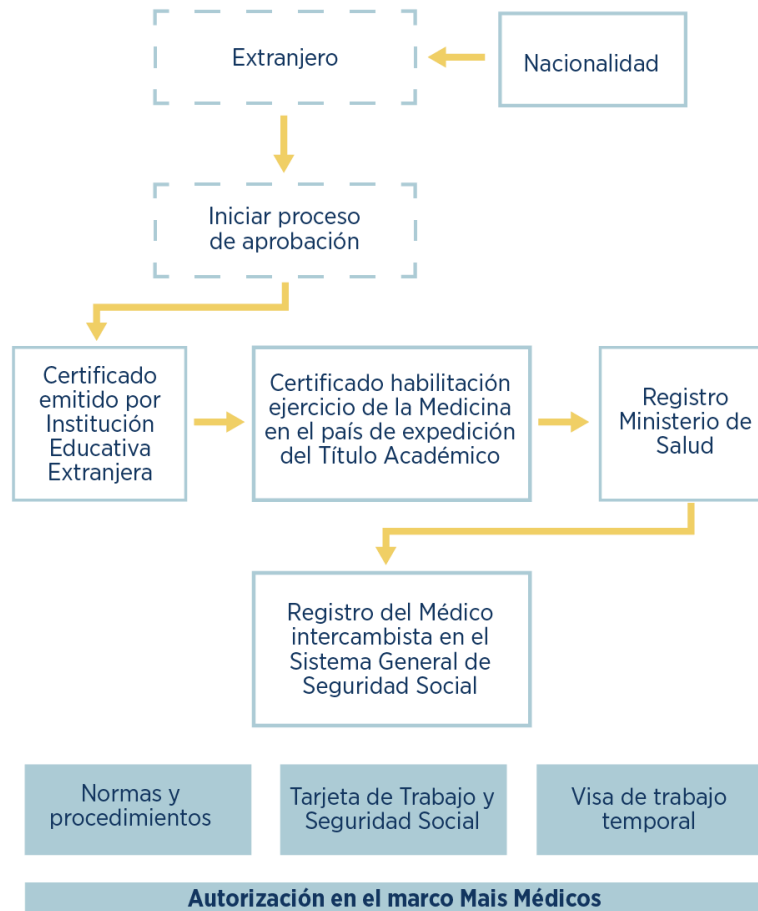 Extranjero
Nacionalidad
Iniciar proceso
de aprobación
Certificado
emitido por
Institución
Educativa
Extranjera
Certificado habilitación
ejercicio de la Medicina
en el país de expedición
del Título Académico
Registro
Ministerio de
Salud
Registro del Médico
intercambista en el
Sistema General de
Seguridad Social
Normas y
procedimientos
Tarjeta de Trabajo y
Seguridad Social
Visa de trabajo
temporal
Autorización en el marco Mais Médicos